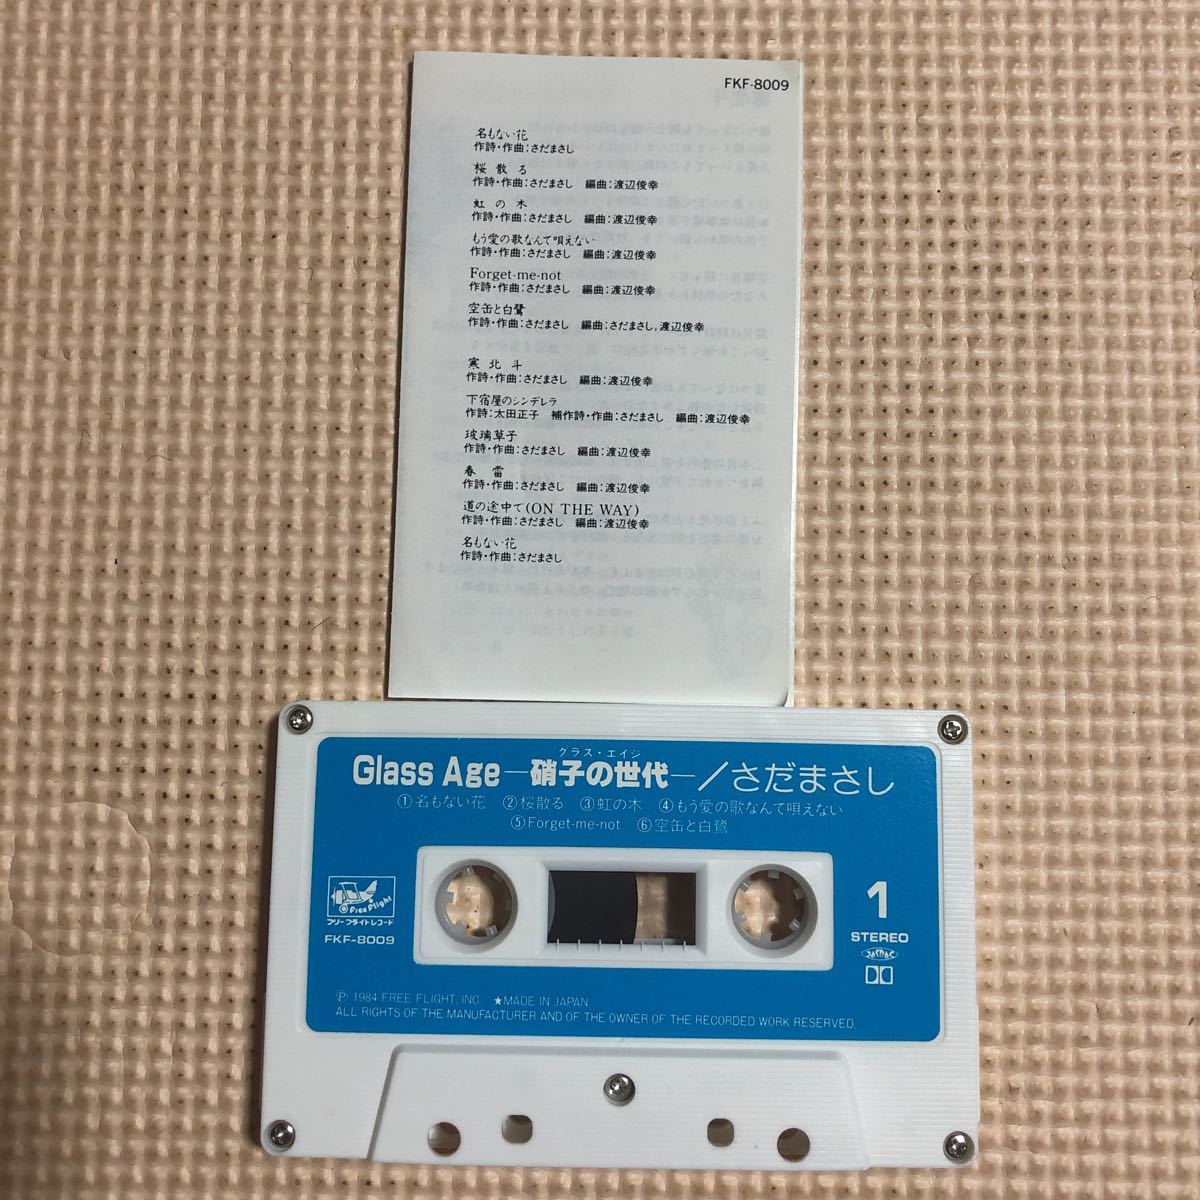 FKF-8009
名もない花
作詩・作曲:さだまさし
桜散る
作詩・作曲:さだまさし 編曲:渡辺俊幸
虹の木
作詩・作曲:さだまさし 編曲:渡辺俊幸
もう愛の歌なんて唄えない
作詩・作曲:さだまさし 編曲:渡辺俊幸
Forget-me-not
作詩・作曲:さだまさし 編曲:渡辺俊幸
空缶と白鷺
作詩・作曲:さだまさし 編曲:さだまさし,渡辺俊幸
寒北斗
作詩・作曲:さだまさし 編曲:渡辺俊幸
下宿屋のシンデレラ
作詩:太田正子 補作詩・作曲:さだまさし 編曲:渡辺俊幸
玻璃草子
作詩・作曲:さだまさし 編曲:渡辺俊幸
春雷
作詩・作曲:さだまさし 編曲:渡辺俊幸
道の途中で(ON THE WAY)
作詩・作曲:さだまさし 編曲:渡辺俊幸
名もない花
作詩・作曲:さだまさし
グラス・エイジ
Glass Age―硝子の世代―/さだまさし
①名もない花 ②桜散る ③虹の木 ④もう愛の歌なんて唄えない
⑤Forget-me-not ⑥空缶と白鷺
Free Flight
フリーフライトレコード
FKF-8009
1
STEREO
JASRAC
℗ 1984 FREE FLIGHT, INC. ★MADE IN JAPAN
ALL RIGHTS OF THE MANUFACTURER AND OF THE OWNER OF THE RECORDED WORK RESERVED.